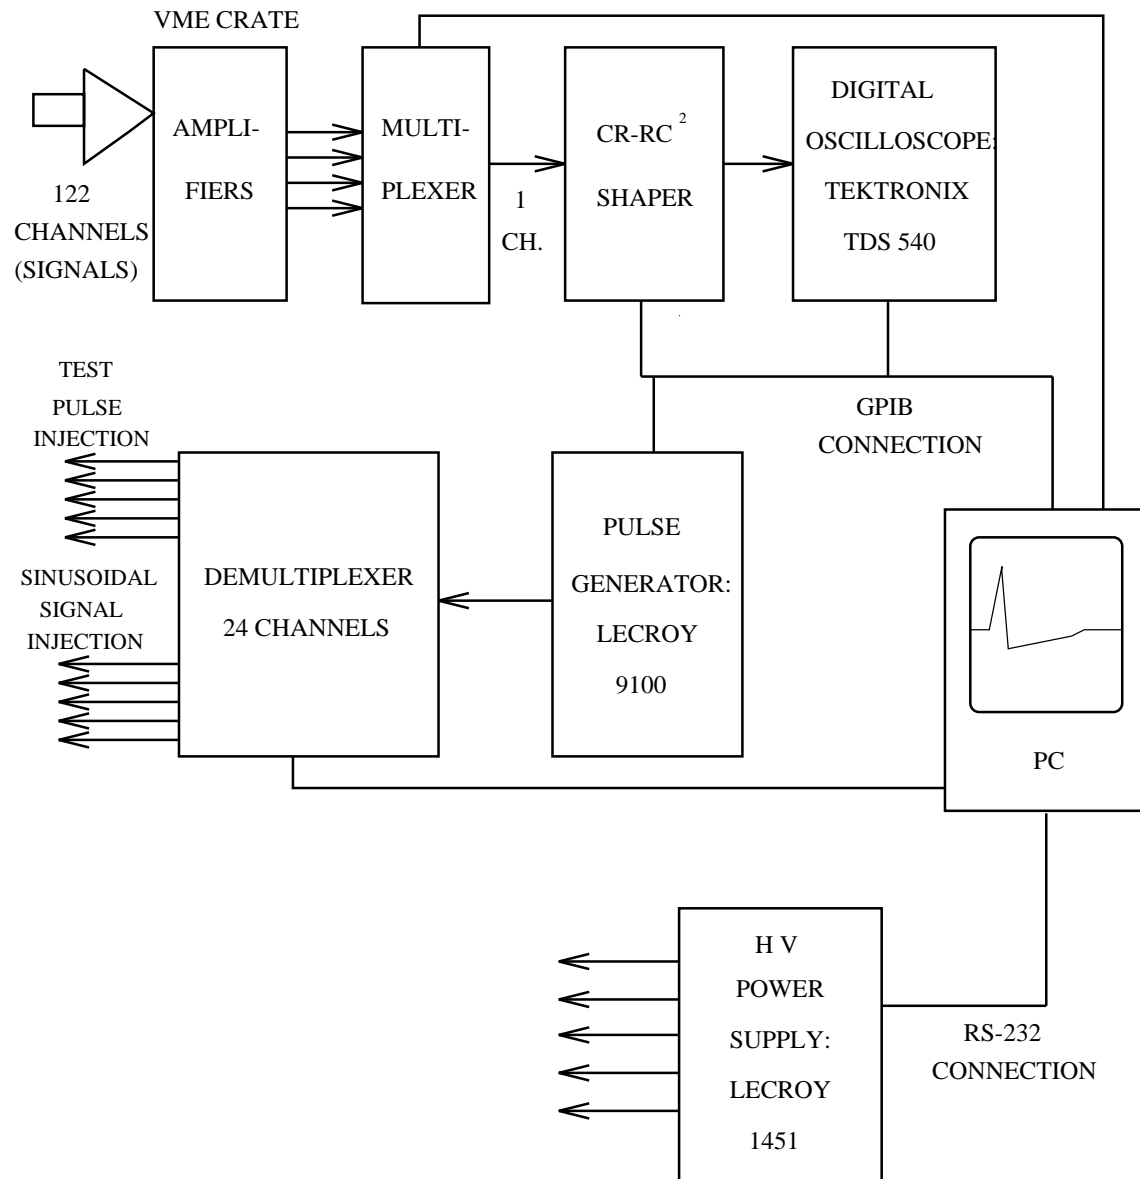 VME CRATE
AMPLI-
FIERS
MULTI-
PLEXER
CR-RC 2
SHAPER
DIGITAL
OSCILLOSCOPE:
TEKTRONIX
TDS 540
122
CHANNELS
(SIGNALS)
1
CH.
TEST
PULSE
INJECTION
GPIB
CONNECTION
SINUSOIDAL
SIGNAL
INJECTION
DEMULTIPLEXER
24 CHANNELS
PULSE
GENERATOR:
LECROY
9100
PC
H V
POWER
SUPPLY:
LECROY
1451
RS-232
CONNECTION